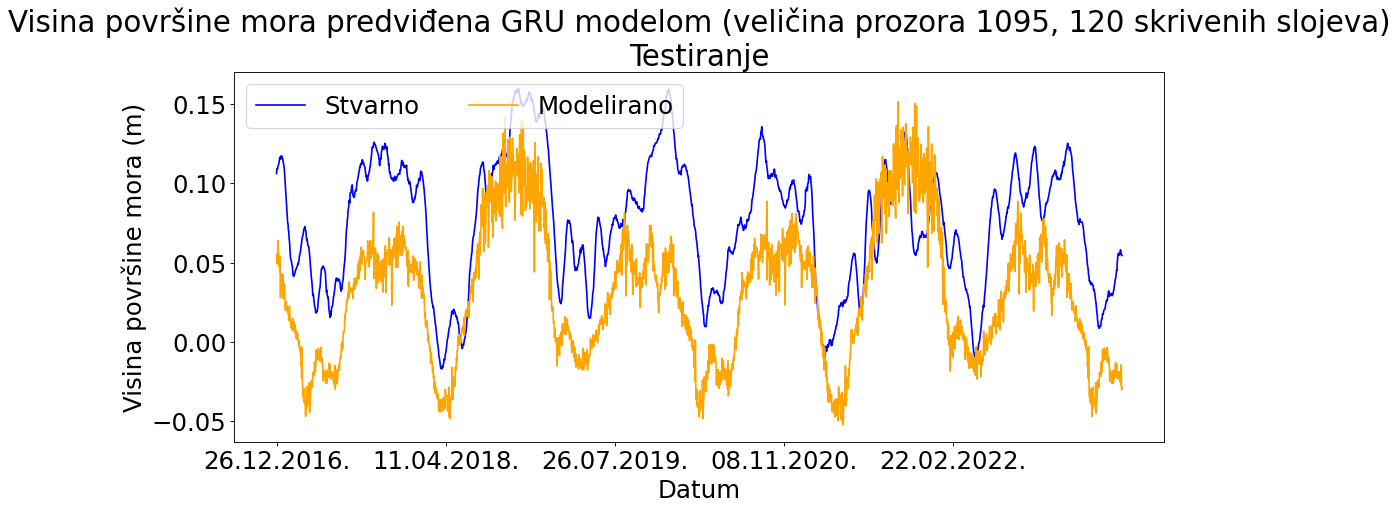 Visina površine mora predviđena GRU modelom (veličina prozora 1095, 120 skrivenih slojeva)
Testiranje
Stvarno Modelirano
Visina površine mora (m)
0.15
0.10
0.05
0.00
−0.05
26.12.2016. 11.04.2018. 26.07.2019. 08.11.2020. 22.02.2022.
Datum